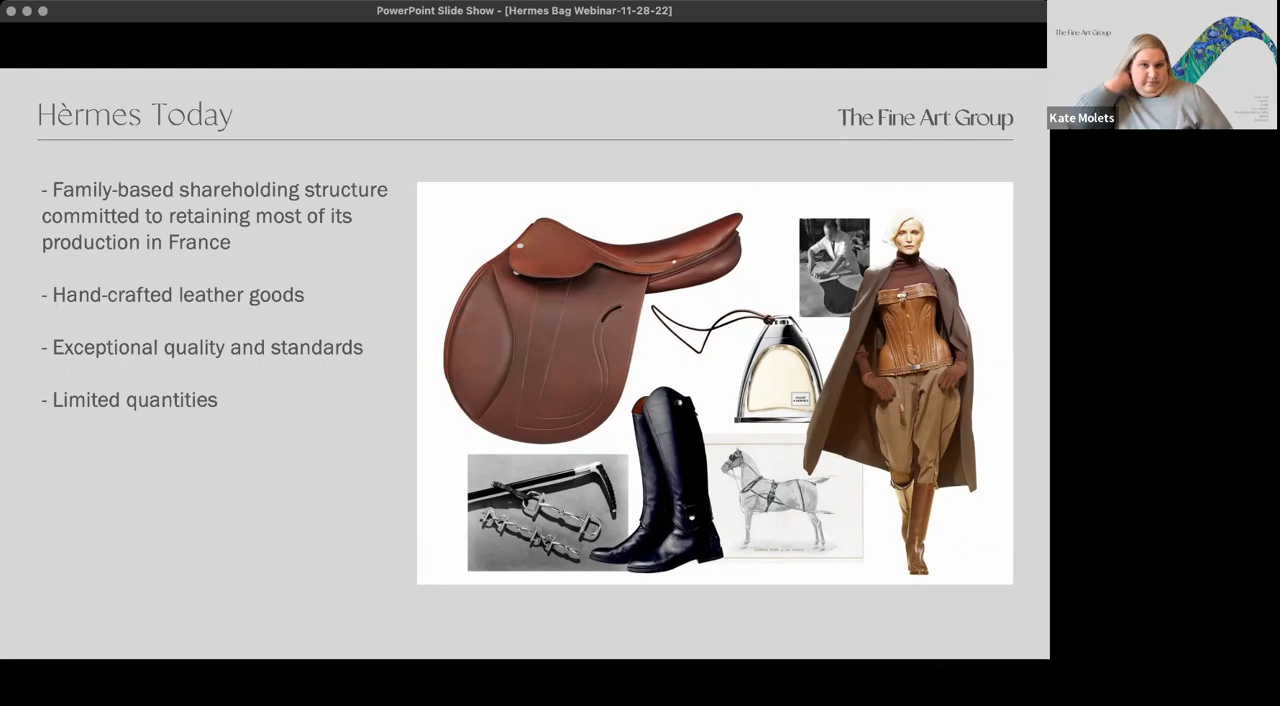 PowerPoint Slide Show - [Hermes Bag Webinar-11-28-22]
The Fine Art Group
Kate Molets
Hèrmes Today
The Fine Art Group
- Family-based shareholding structure
committed to retaining most of its
production in France
- Hand-crafted leather goods
- Exceptional quality and standards
- Limited quantities